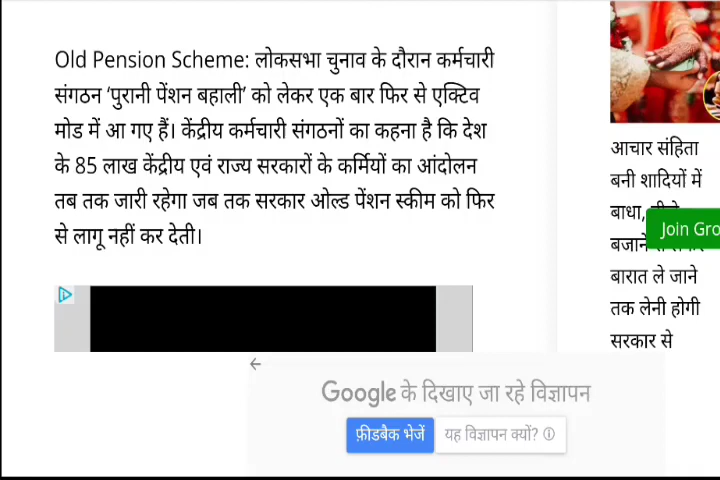 Old Pension Scheme: लोकसभा चुनाव के दौरान कर्मचारी
संगठन ‘पुरानी पेंशन बहाली’ को लेकर एक बार फिर से एक्टिव
मोड में आ गए हैं। केंद्रीय कर्मचारी संगठनों का कहना है कि देश
के 85 लाख केंद्रीय एवं राज्य सरकारों के कर्मियों का आंदोलन
तब तक जारी रहेगा जब तक सरकार ओल्ड पेंशन स्कीम को फिर
से लागू नहीं कर देती।
आचार संहिता
बनी शादियों में
बाधा,
बजाने
बारात ले जाने
तक लेनी होगी
सरकार से
Join Gro
Google के दिखाए जा रहे विज्ञापन
फ़ीडबैक भेजें
यह विज्ञापन क्यों?